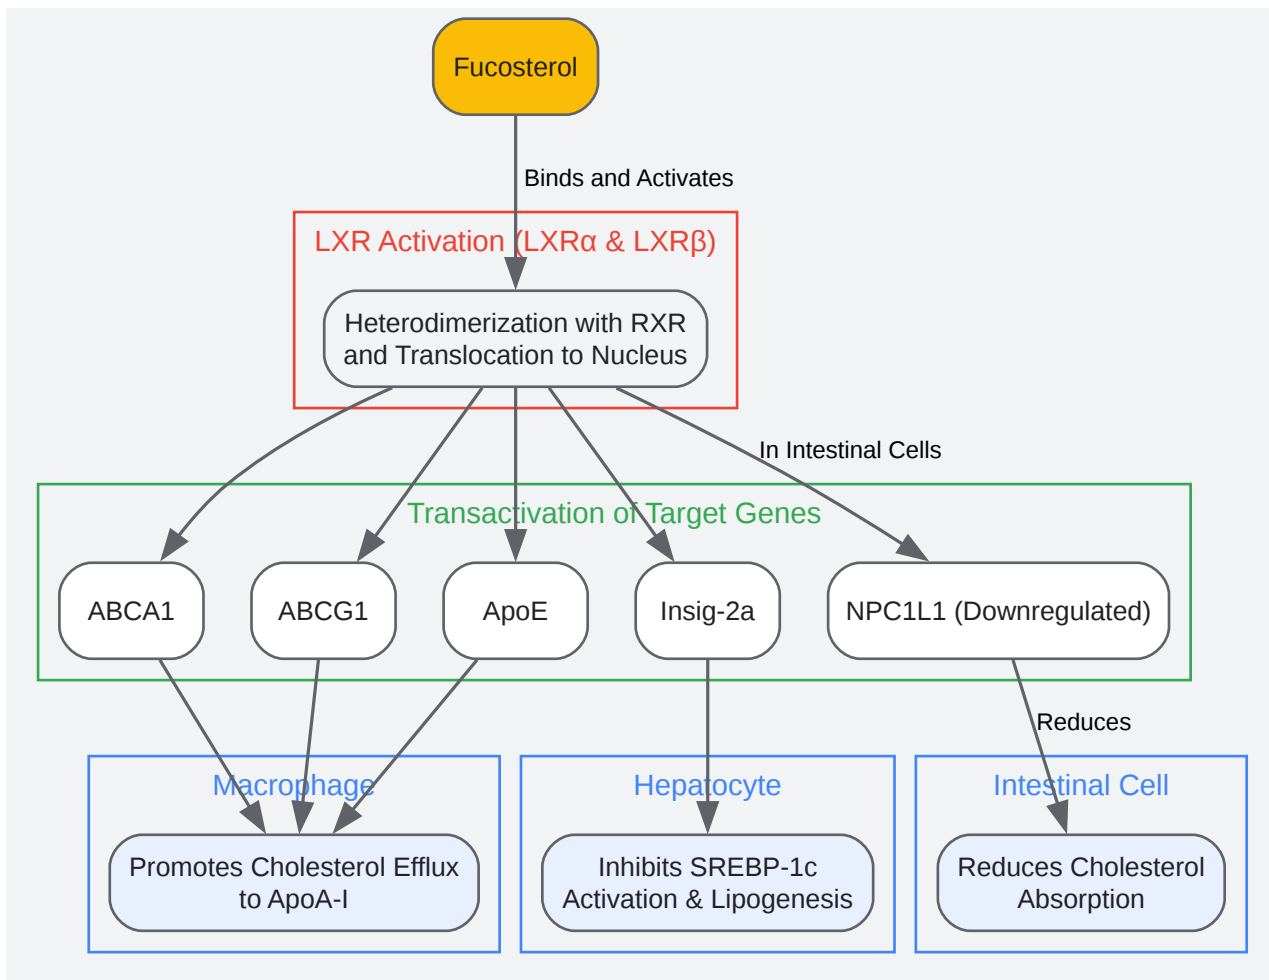 Fucosterol
Binds and Activates
LXR Activation (LXRα & LXRβ)
Heterodimerization with RXR
and Translocation to Nucleus
In Intestinal Cells
Transactivation of Target Genes
ABCA1
ABCG1
ApoE
Insig-2a
NPC1L1 (Downregulated)
Reduces
Macrophage
Hepatocyte
Intestinal Cell
Promotes Cholesterol Efflux
to ApoA-I
Inhibits SREBP-1c
Activation & Lipogenesis
Reduces Cholesterol
Absorption